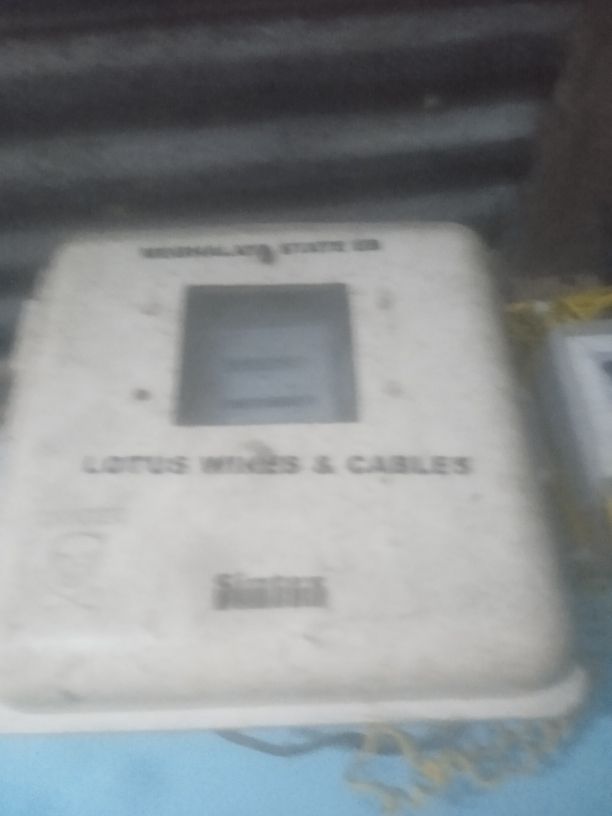 MEGHALAYA STATE EB
LOTUS WIRES & CABLES
Sintex